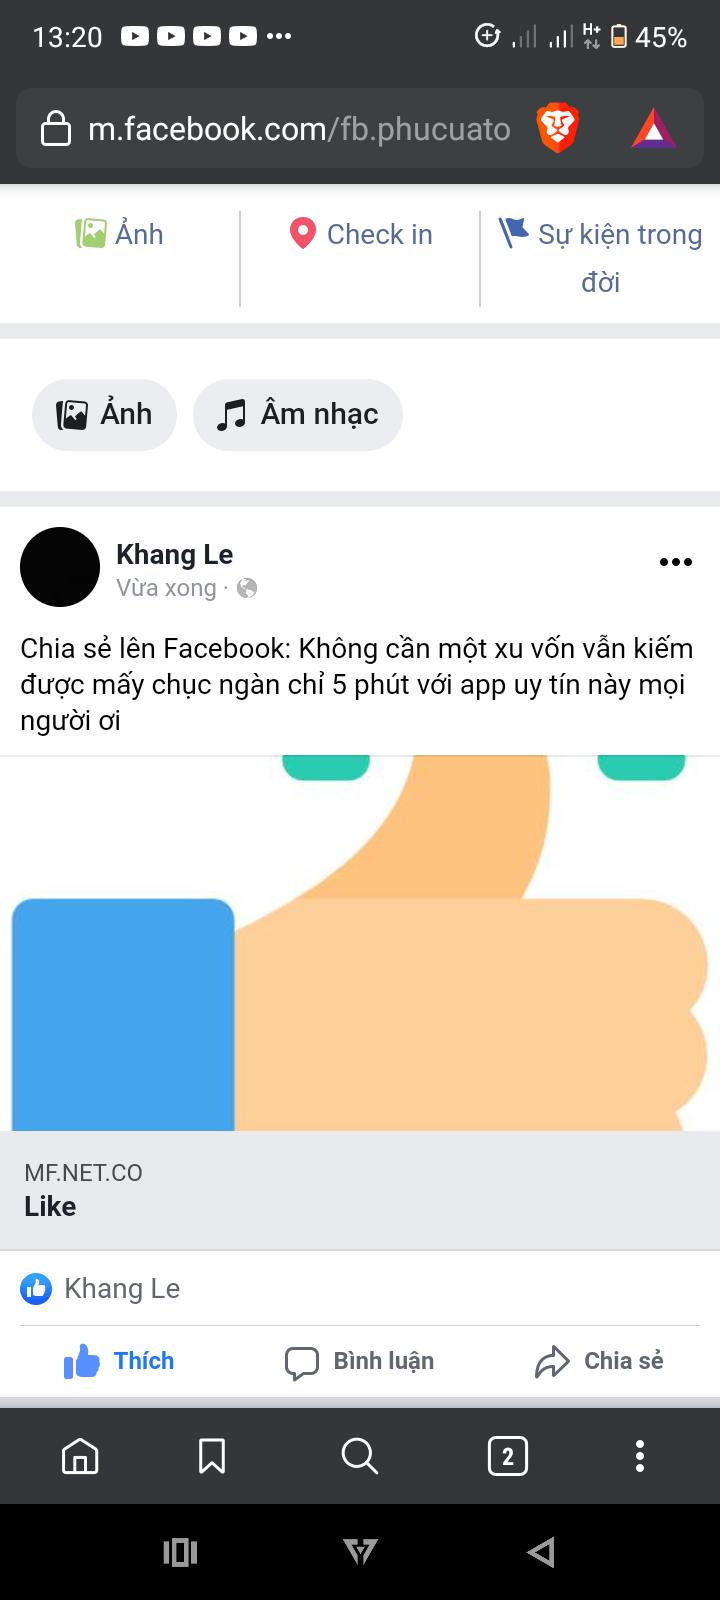 13:20
H+
45%
m.facebook.com/fb.phucuato
Ảnh
Check in
Sự kiện trong
đời
Ảnh
Âm nhạc
Khang Le
Vừa xong ·
Chia sẻ lên Facebook: Không cần một xu vốn vẫn kiếm
được mấy chục ngàn chỉ 5 phút với app uy tín này mọi
người ơi
MF.NET.CO
Like
Khang Le
Thích
Bình luận
Chia sẻ
2